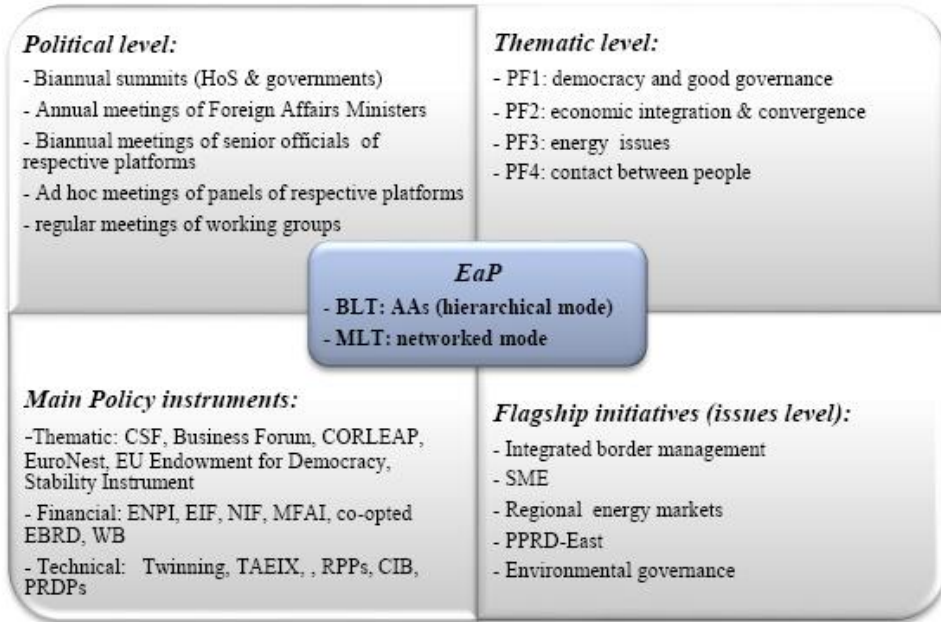 Political level:
- Biannual summits (HoS & governments)
- Annual meetings of Foreign Affairs Ministers
- Biannual meetings of senior officials of
respective platforms
- Ad hoc meetings of panels of respective platforms
- regular meetings of working groups
Thematic level:
- PF1: democracy and good governance
- PF2: economic integration & convergence
- PF3: energy issues
- PF4: contact between people
EaP
- BLT: AAs (hierarchical mode)
- MLT: networked mode
Main Policy instruments:
-Thematic: CSF, Business Forum, CORLEAP,
EuroNest, EU Endowment for Democracy,
Stability Instrument
- Financial: ENPI, EIF, NIF, MFAI, co-opted
EBRD, WB
- Technical: Twinning, TAEIX, , RPPs, CIB,
PRDPs
Flagship initiatives (issues level):
- Integrated border management
- SME
- Regional energy markets
- PPRD-East
- Environmental governance